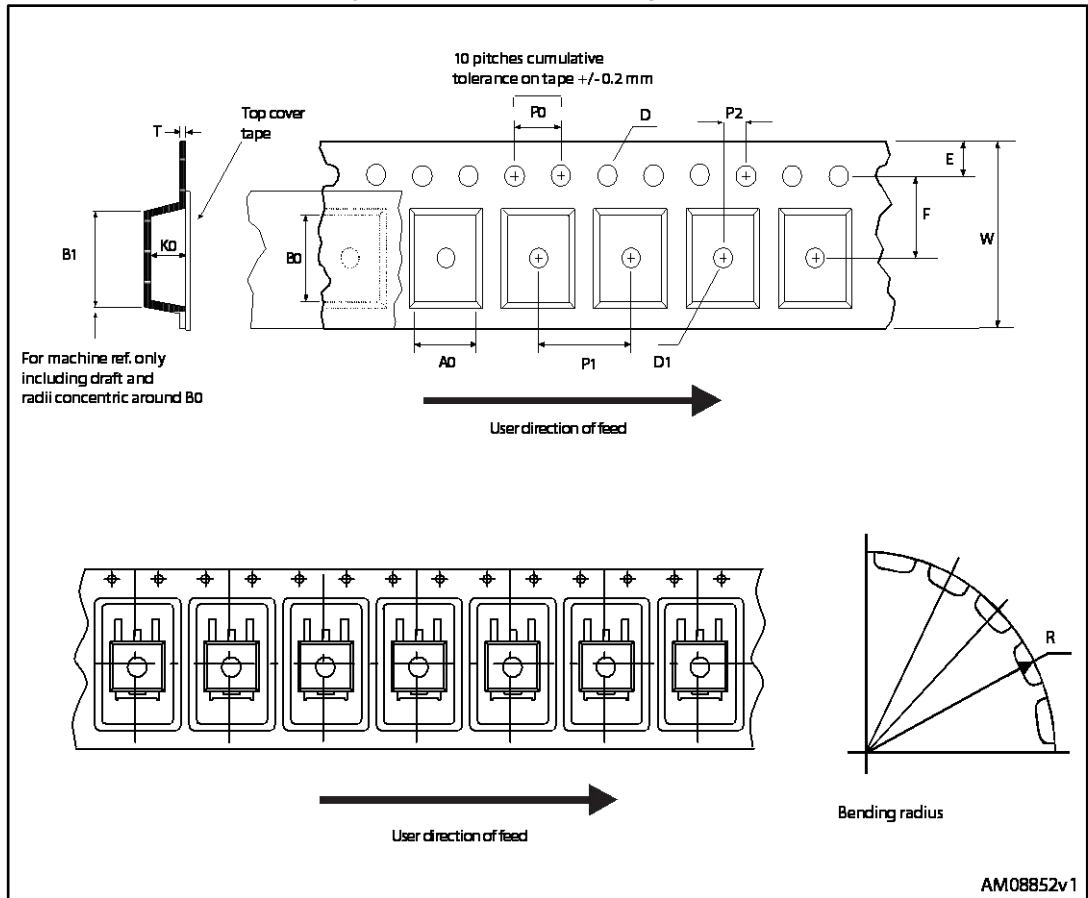 10 pitches cumulative
tolerance on tape +/- 0.2 mm
P0
D
P2
T
Top cover
tape
E
F
W
B1
K0
B0
For machine ref. only
including draft and
radii concentric around B0
A0
P1
D1
User direction of feed
R
Bending radius
User direction of feed
AM08852v1